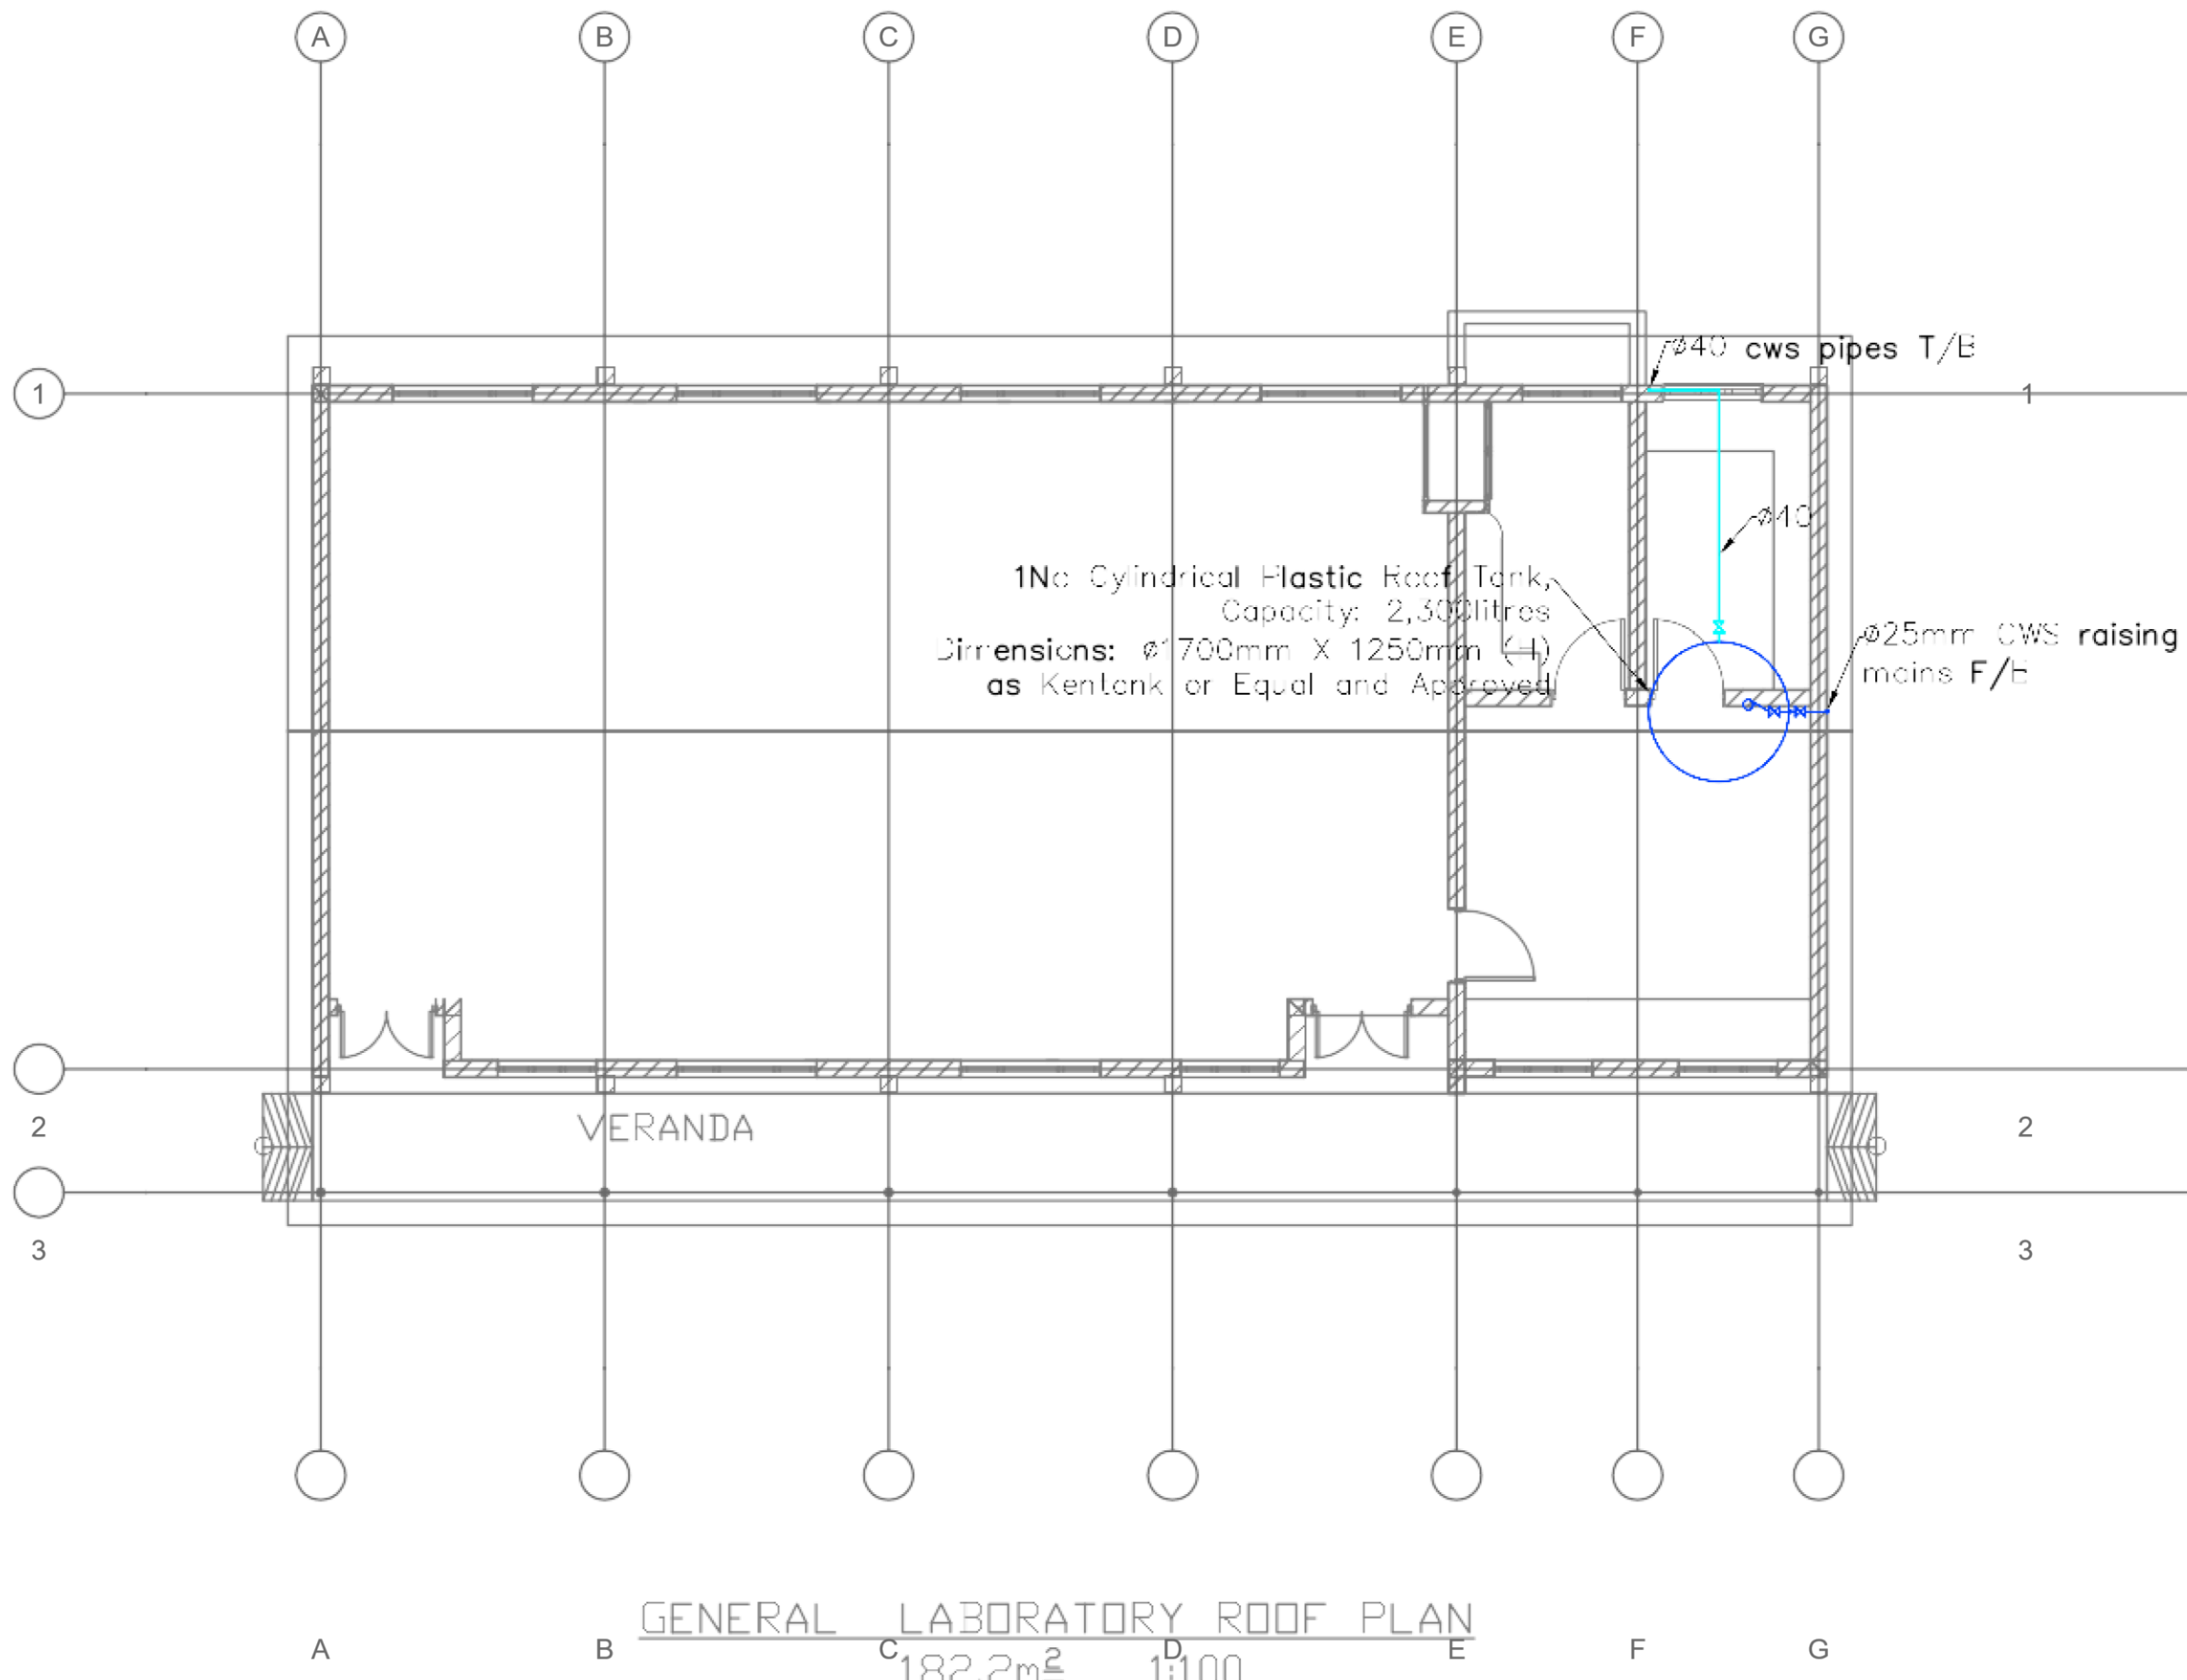 A B C D E F G
ø40 cws pipes T/B
1 1
ø40
1No Cylindrical Plastic Roof Tank,
Capacity: 2,300litres
Dimensions: ø1700mm X 1250mm (H)
as Kentank or Equal and Approved
ø25mm CWS raising
mains F/B
VERANDA
2 2
3 3
GENERAL LABORATORY ROOF PLAN
A B C D E F G
182.2m² 1:100